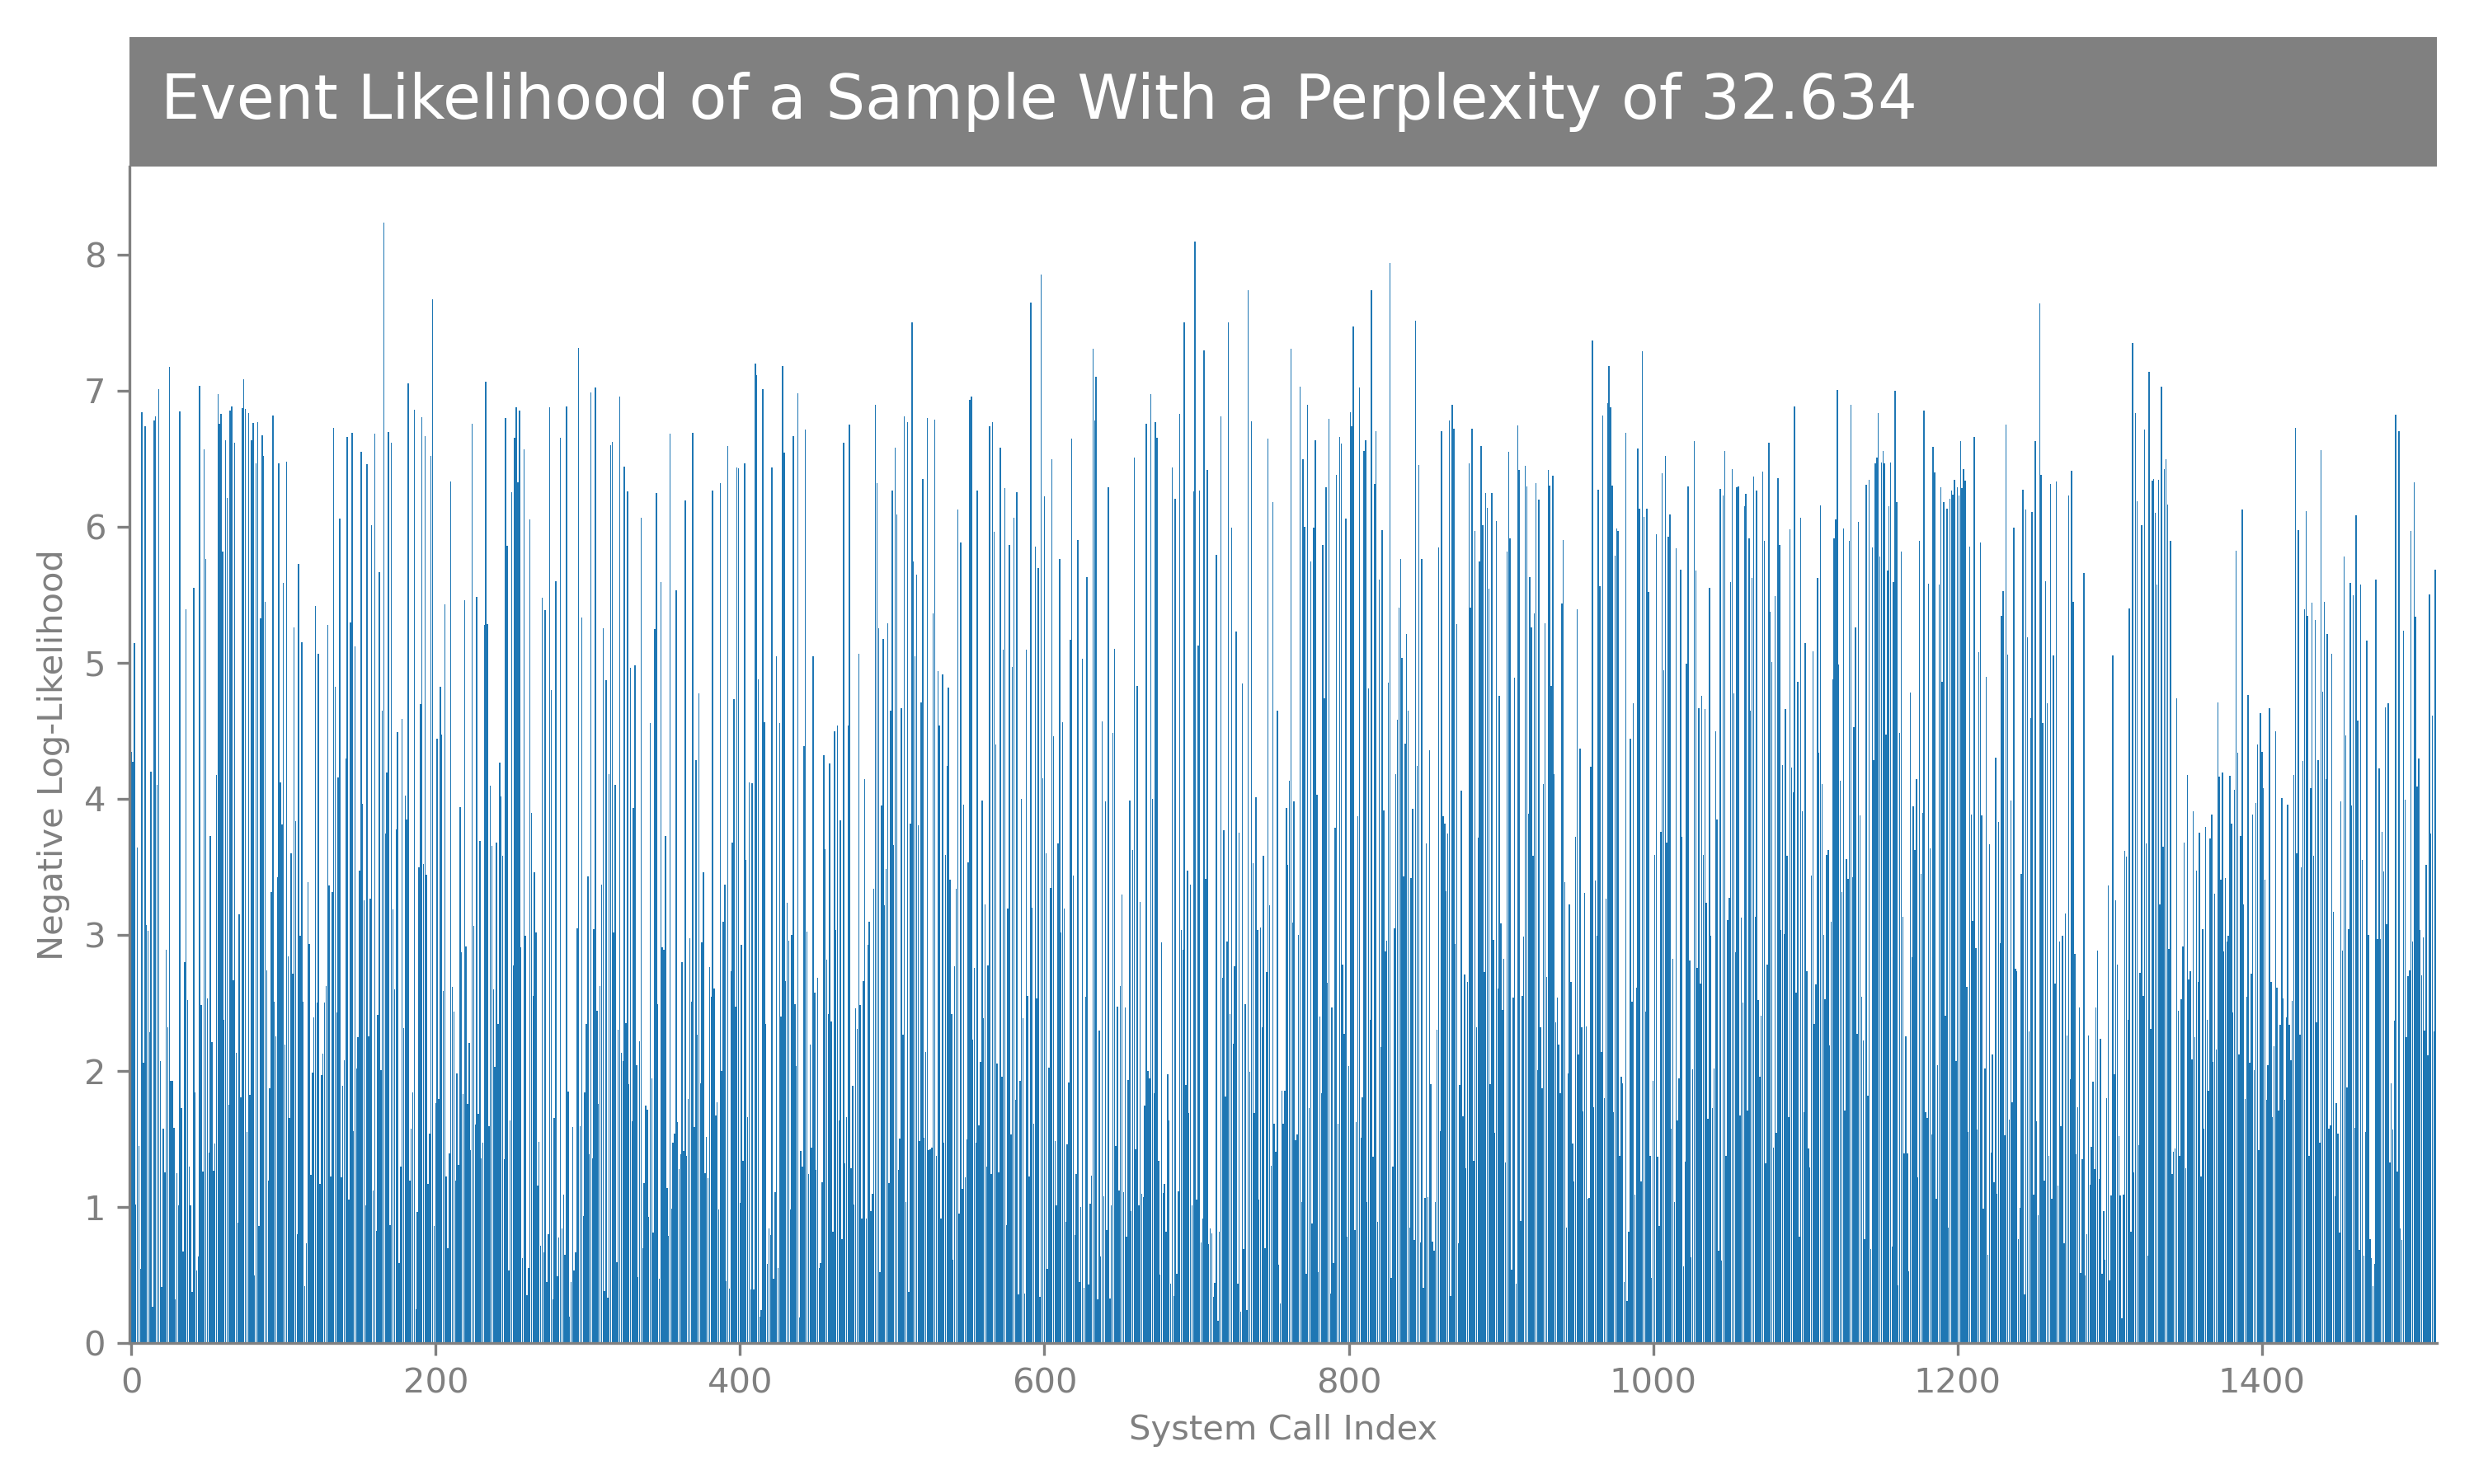 Event Likelihood of a Sample With a Perplexity of 32.634
8
7
6
5
4
3
2
1
0
Negative Log-Likelihood
0 200 400 600 800 1000 1200 1400
System Call Index